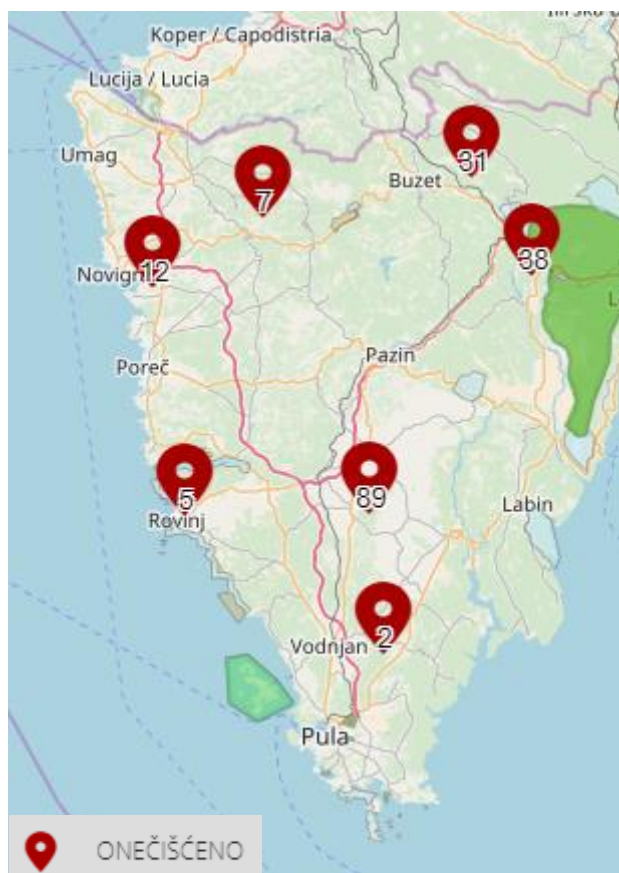 Koper / Capodistria
Lucija / Lucia
Umag
31
Buzet
7
38
12
Pazin
Poreč
5
89
Rovinj
Labin
2
Vodnjan
Pula
ONEČIŠĆENO